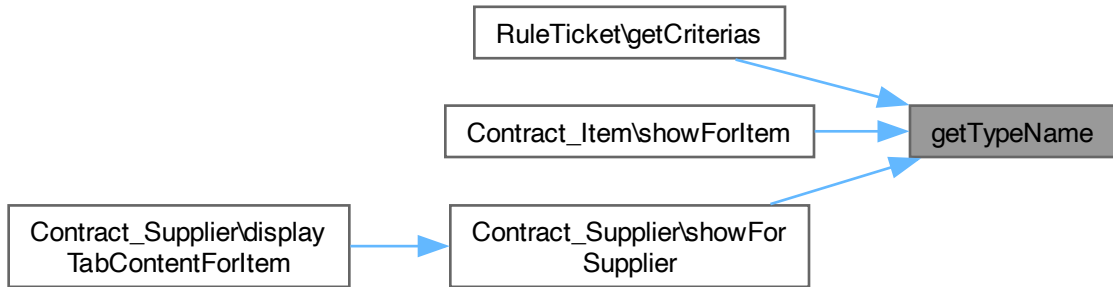 RuleTicket\getCriterias
Contract_Item\showForItem
getTypeName
Contract_Supplier\display
TabContentForItem
Contract_Supplier\showFor
Supplier